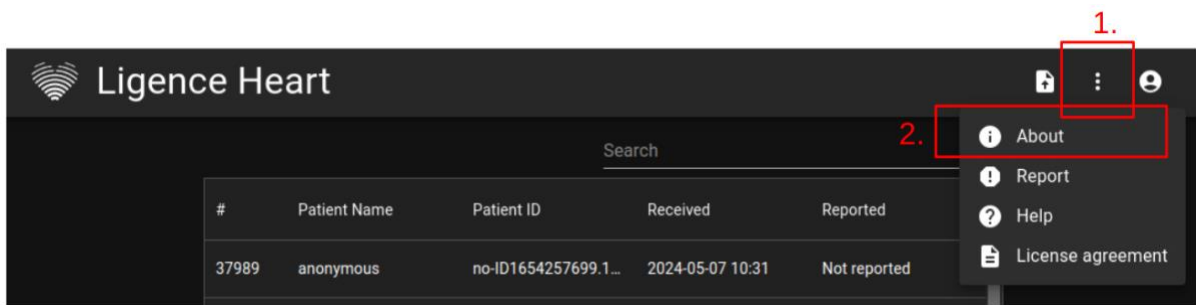 1.
Ligence Heart
2.
About
Search
Report
# Patient Name Patient ID Received Reported
Help
37989 anonymous no-ID1654257699.1... 2024-05-07 10:31 Not reported
License agreement